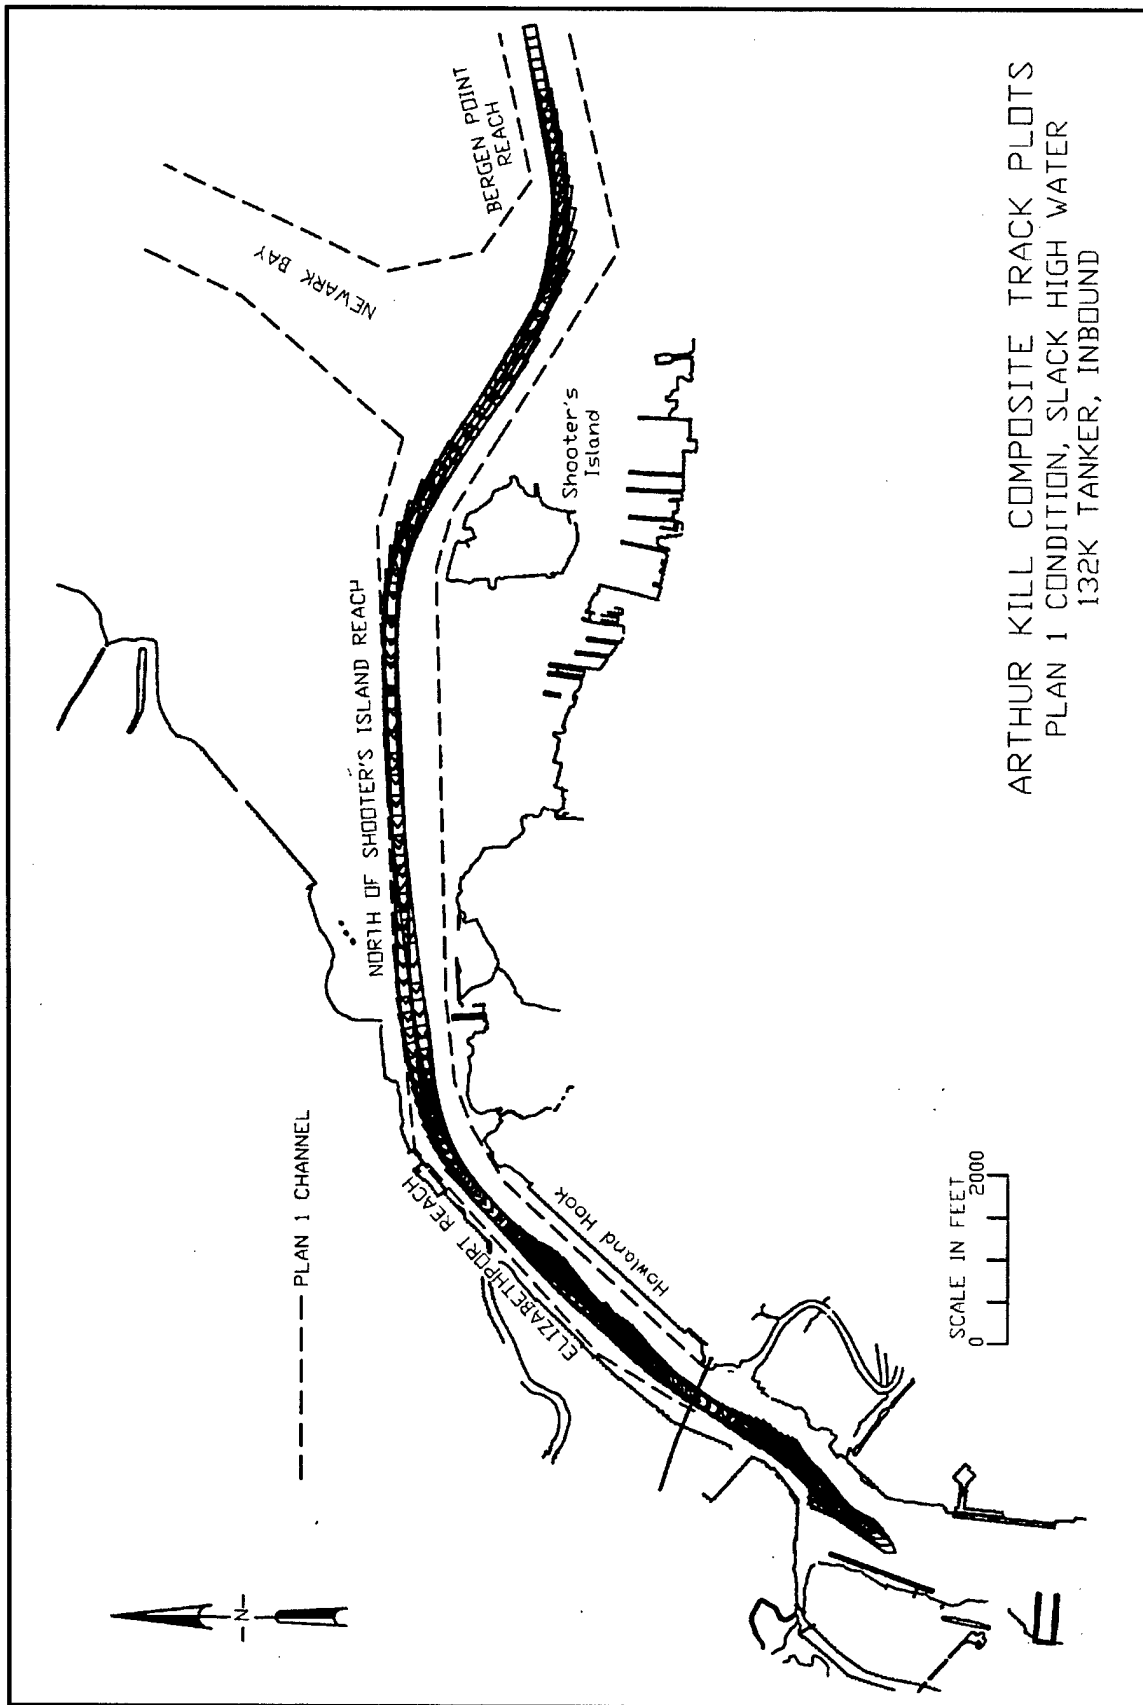 BERGEN POINT
REACH
NEWARK BAY
Shooter's
Island
NORTH OF SHOOTER'S ISLAND REACH
PLAN 1 CHANNEL
ELIZABETHPORT REACH
Howland Hook
SCALE IN FEET
0 2000
-N-
ARTHUR KILL COMPOSITE TRACK PLOTS
PLAN 1 CONDITION, SLACK HIGH WATER
132K TANKER, INBOUND